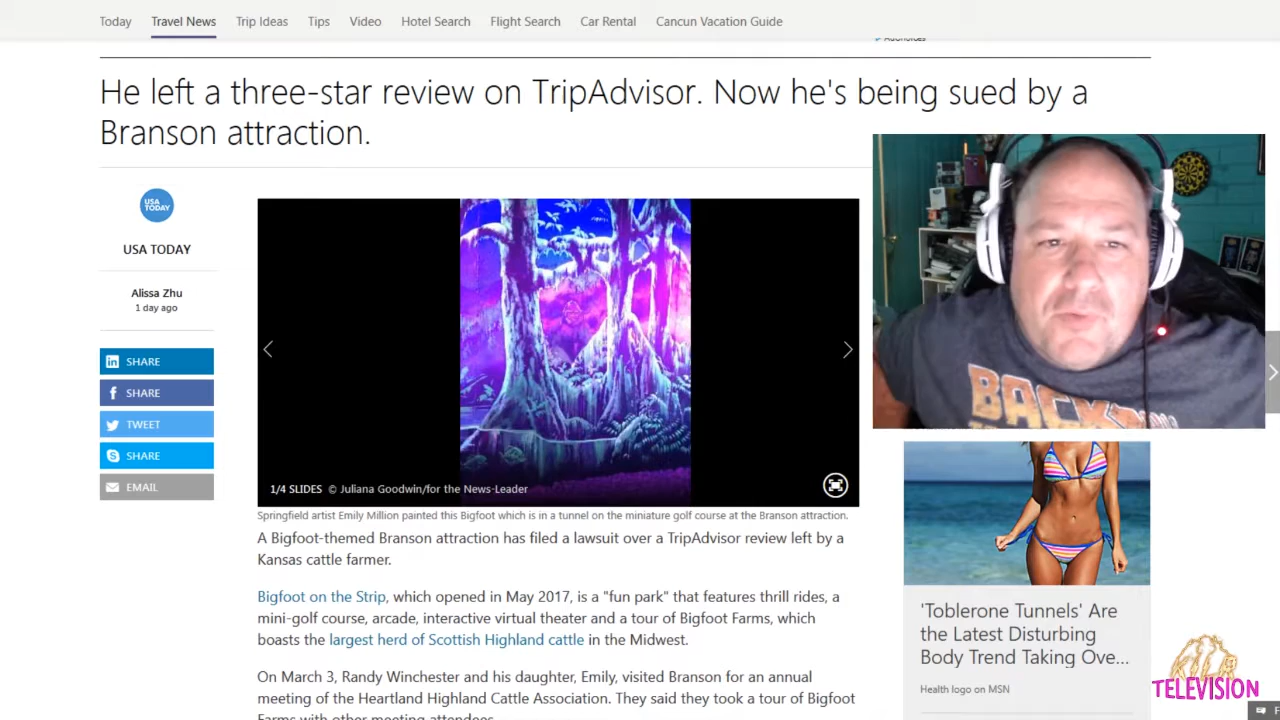 Today Travel News Trip Ideas Tips Video Hotel Search Flight Search Car Rental Cancun Vacation Guide
AdChoices
He left a three-star review on TripAdvisor. Now he's being sued by a
Branson attraction.
USA
TODAY
USA TODAY
Alissa Zhu
1 day ago
in SHARE
f SHARE
TWEET
S SHARE
EMAIL
1/4 SLIDES © Juliana Goodwin/for the News-Leader
Springfield artist Emily Million painted this Bigfoot which is in a tunnel on the miniature golf course at the Branson attraction.
A Bigfoot-themed Branson attraction has filed a lawsuit over a TripAdvisor review left by a
Kansas cattle farmer.
Bigfoot on the Strip, which opened in May 2017, is a "fun park" that features thrill rides, a
mini-golf course, arcade, interactive virtual theater and a tour of Bigfoot Farms, which
boasts the largest herd of Scottish Highland cattle in the Midwest.
On March 3, Randy Winchester and his daughter, Emily, visited Branson for an annual
meeting of the Heartland Highland Cattle Association. They said they took a tour of Bigfoot
Farms with other meeting attendees.
'Toblerone Tunnels' Are
the Latest Disturbing
Body Trend Taking Ove...
Health logo on MSN
TELEVISION